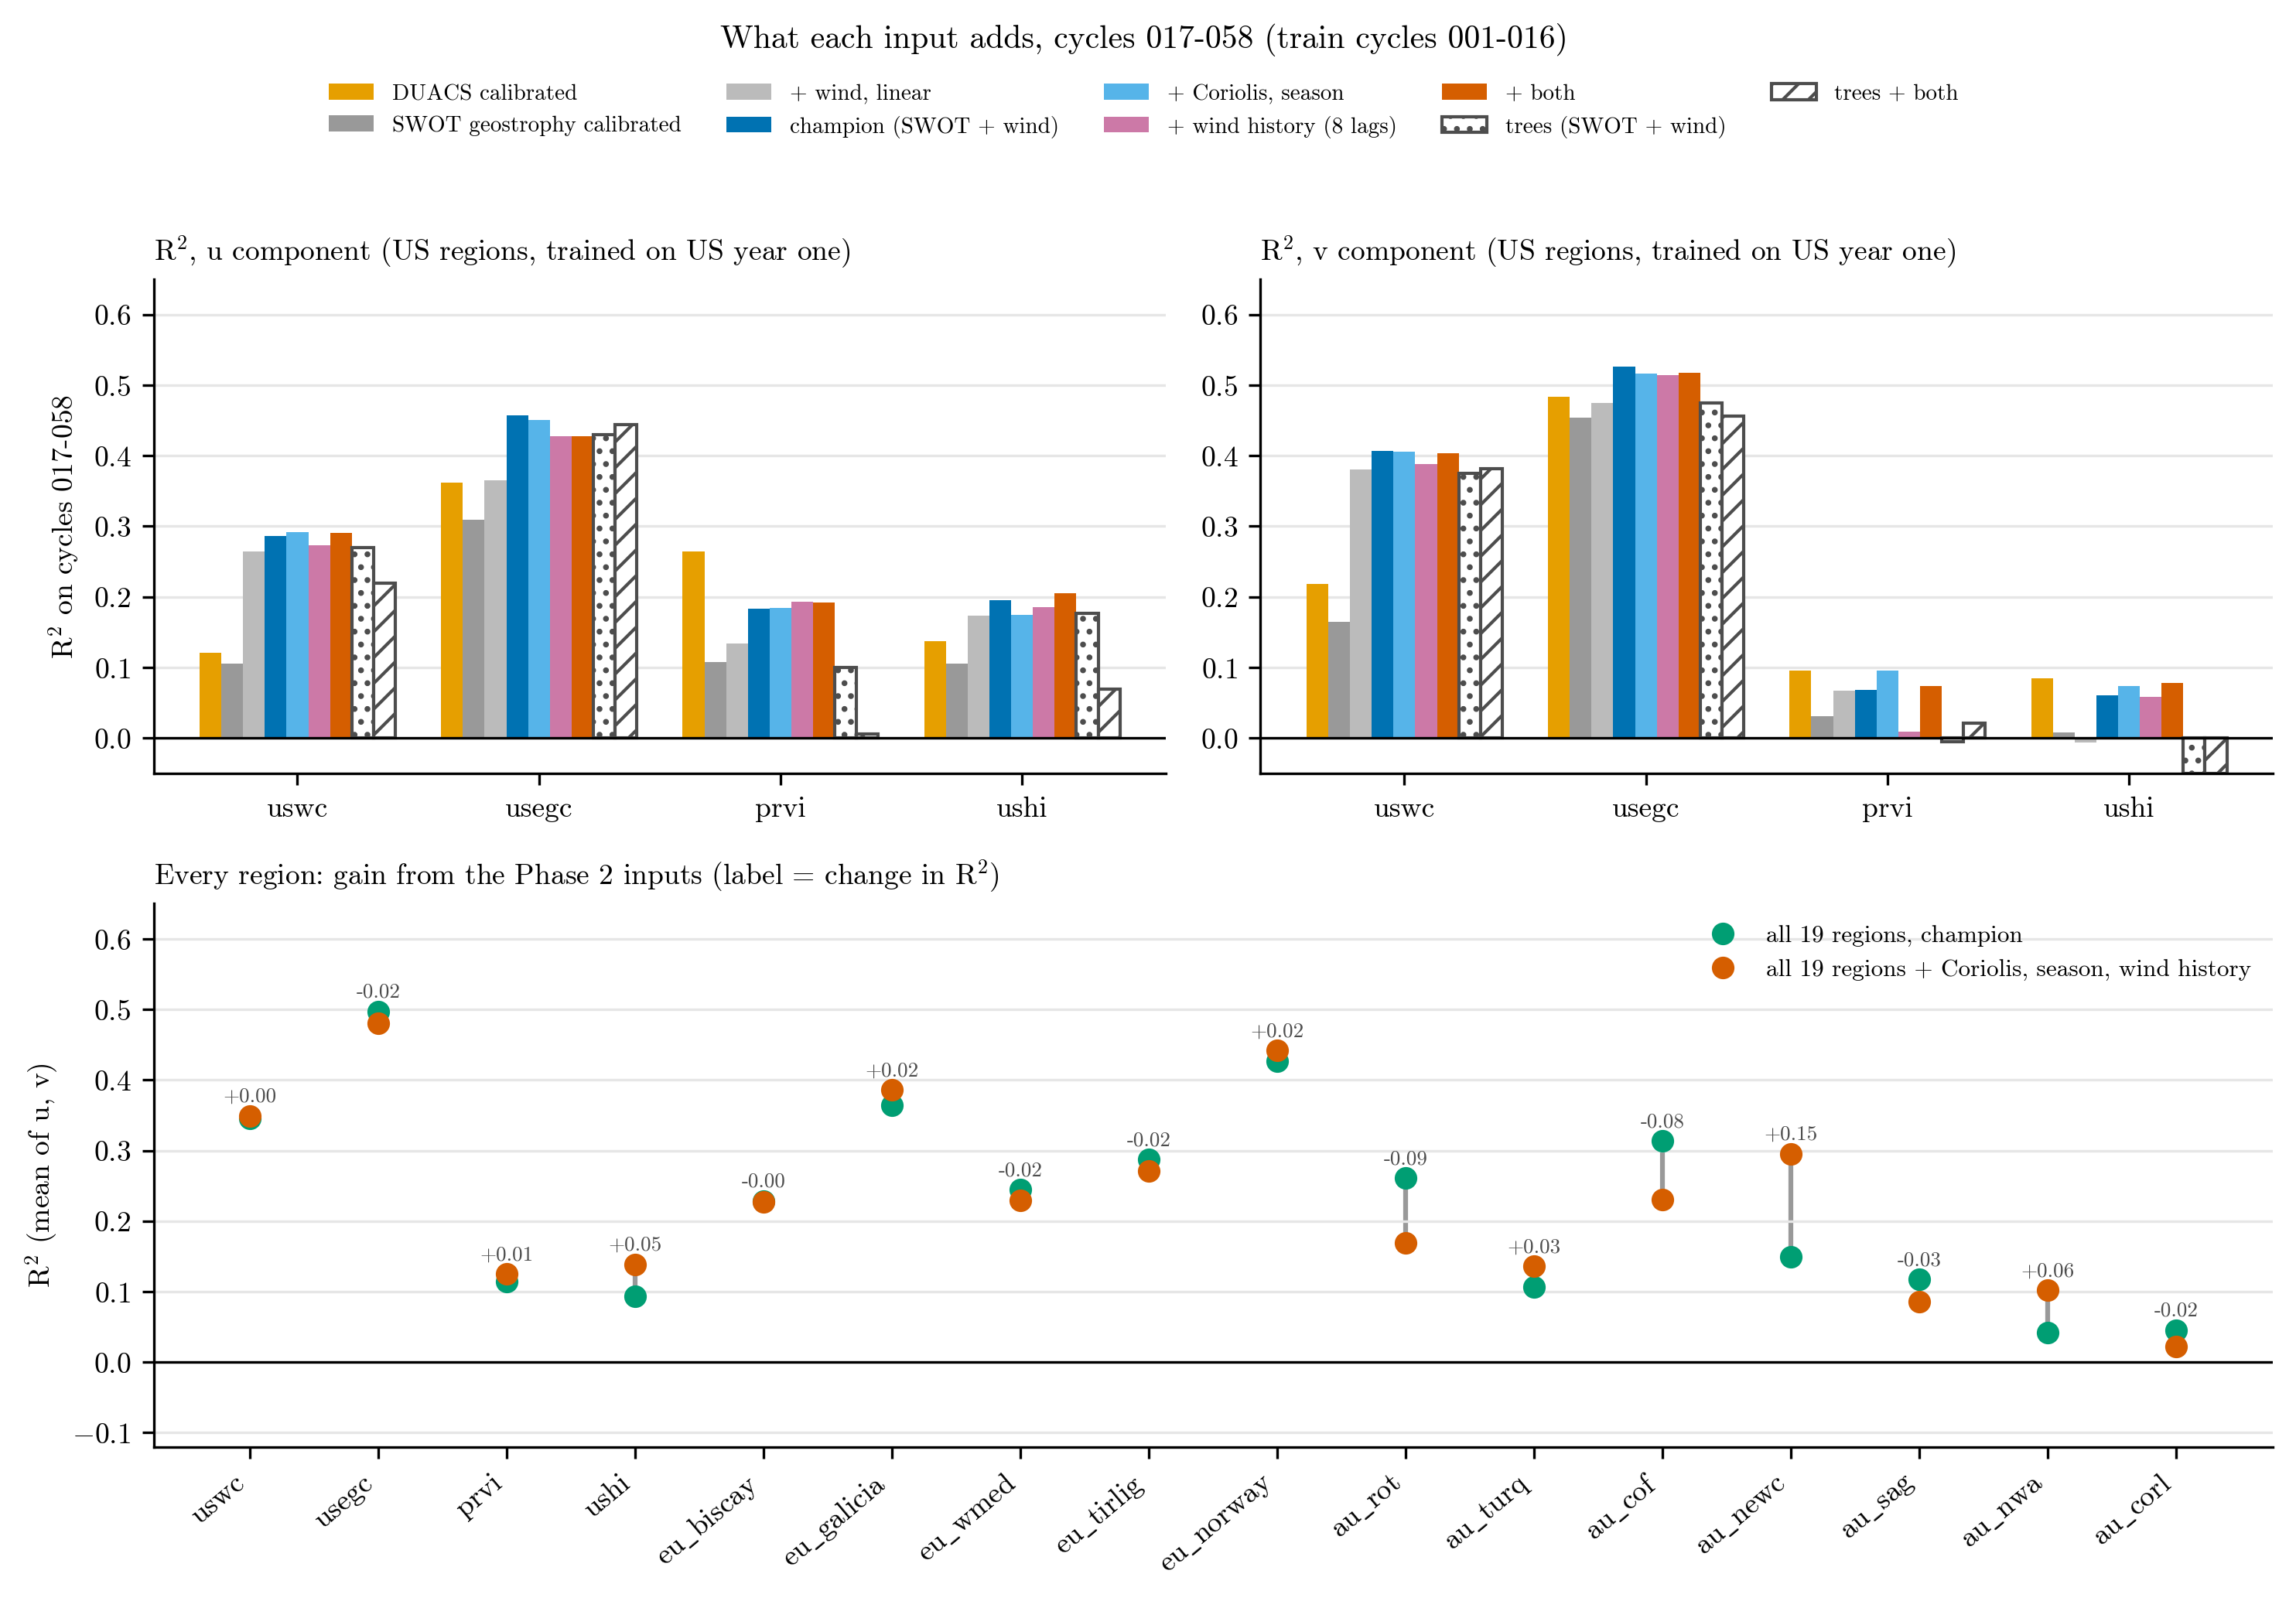 What each input adds, cycles 017-058 (train cycles 001-016)
DUACS calibrated
SWOT geostrophy calibrated
+ wind, linear
champion (SWOT + wind)
+ Coriolis, season
+ wind history (8 lags)
+ both
trees (SWOT + wind)
trees + both
R², u component (US regions, trained on US year one)
R² on cycles 017-058
0.6
0.5
0.4
0.3
0.2
0.1
0.0
uswc
usegc
prvi
ushi
R², v component (US regions, trained on US year one)
0.6
0.5
0.4
0.3
0.2
0.1
0.0
uswc
usegc
prvi
ushi
Every region: gain from the Phase 2 inputs (label = change in R²)
R² (mean of u, v)
0.6
0.5
0.4
0.3
0.2
0.1
0.0
−0.1
all 19 regions, champion
all 19 regions + Coriolis, season, wind history
+0.00
-0.02
+0.01
+0.05
-0.00
+0.02
-0.02
-0.02
+0.02
-0.09
+0.03
-0.08
+0.15
-0.03
+0.06
-0.02
uswc
usegc
prvi
ushi
eu_biscay
eu_galicia
eu_wmed
eu_tirlig
eu_norway
au_rot
au_turq
au_cof
au_newc
au_sag
au_nwa
au_corl